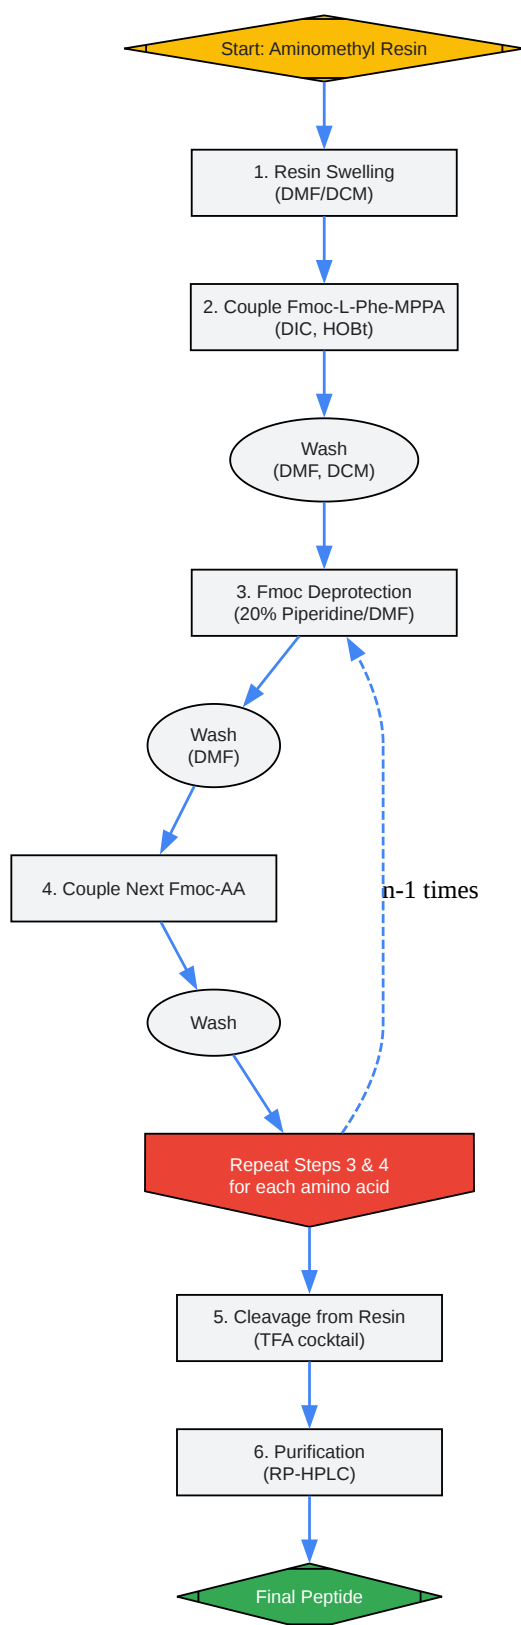 Start: Aminomethyl Resin
1. Resin Swelling
(DMF/DCM)
2. Couple Fmoc-L-Phe-MPPA
(DIC, HOBt)
Wash
(DMF, DCM)
3. Fmoc Deprotection
(20% Piperidine/DMF)
Wash
(DMF)
4. Couple Next Fmoc-AA
n-1 times
Wash
Repeat Steps 3 & 4
for each amino acid
5. Cleavage from Resin
(TFA cocktail)
6. Purification
(RP-HPLC)
Final Peptide